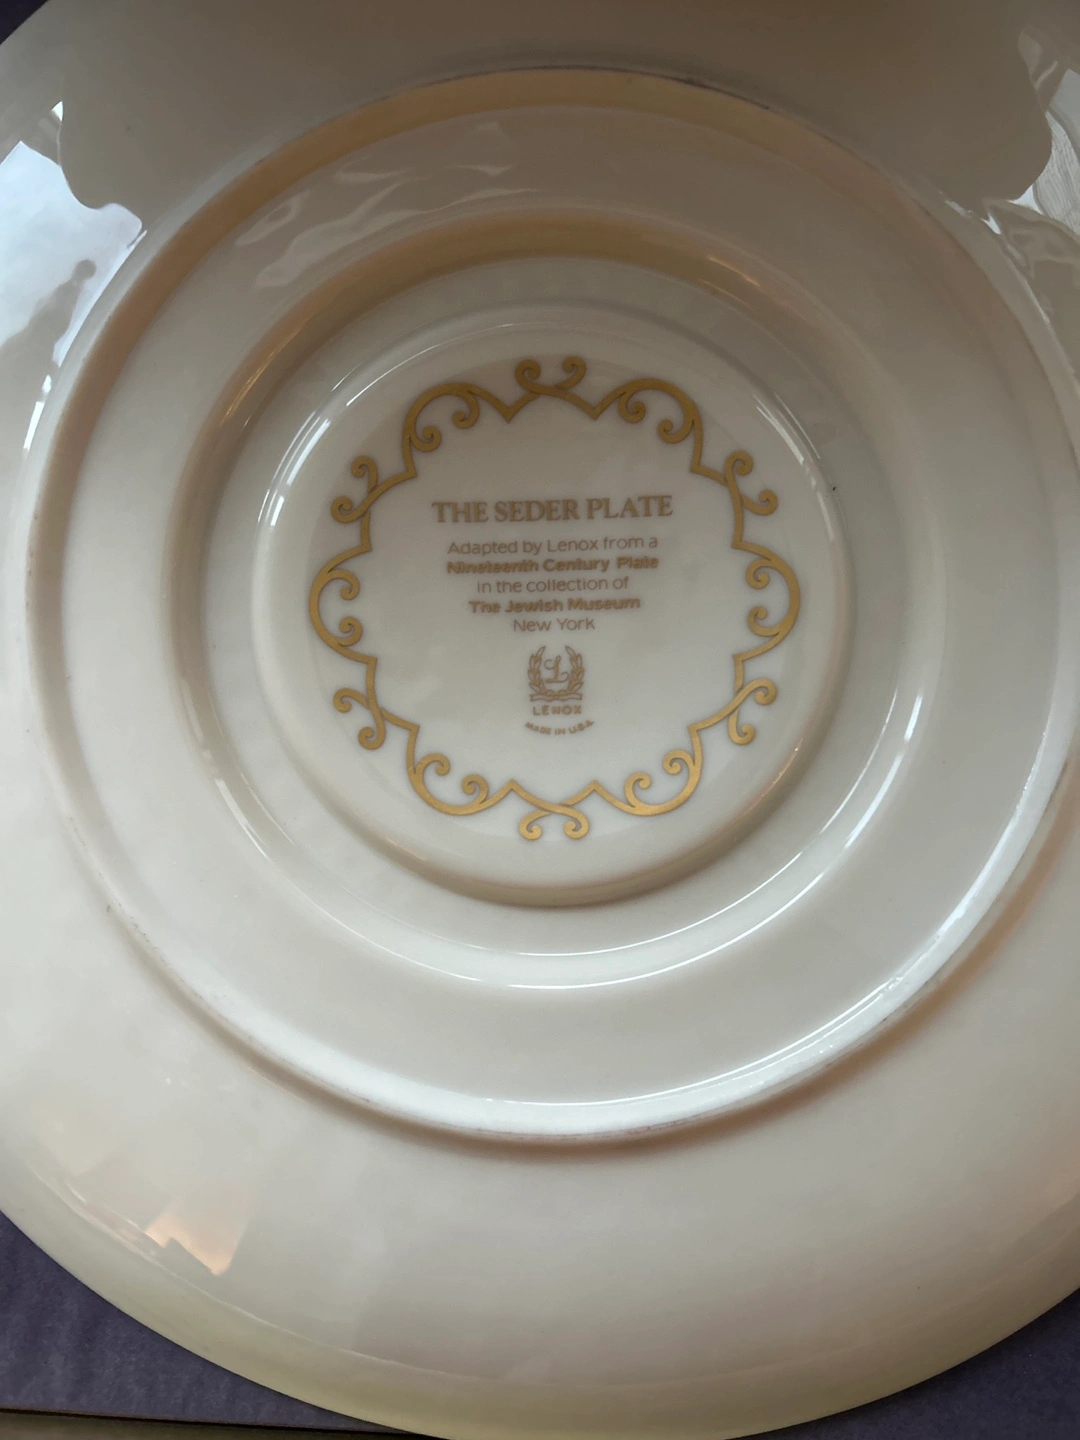 THE SEDER PLATE
Adapted by Lenox from a
Nineteenth Century Plate
in the collection of
The Jewish Museum
New York
L
LENOX
MADE IN U.S.A.